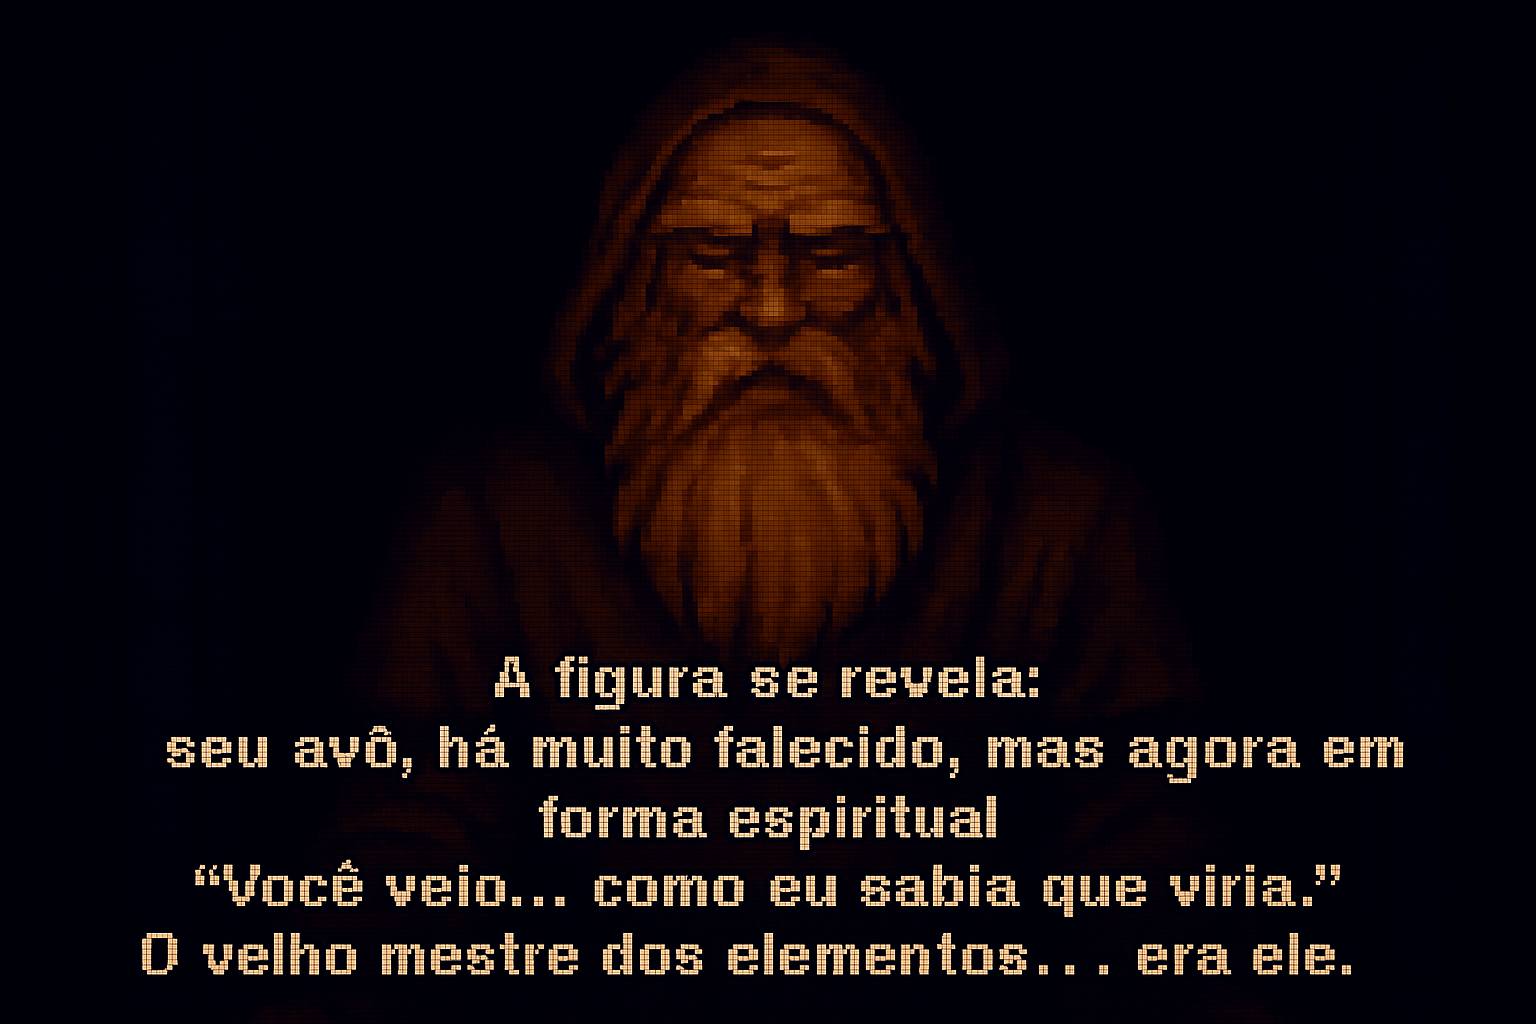 A figura se revela:
seu avô, há muito falecido, mas agora em
forma espiritual
“Você veio... como eu sabia que viria.”
O velho mestre dos elementos... era ele.